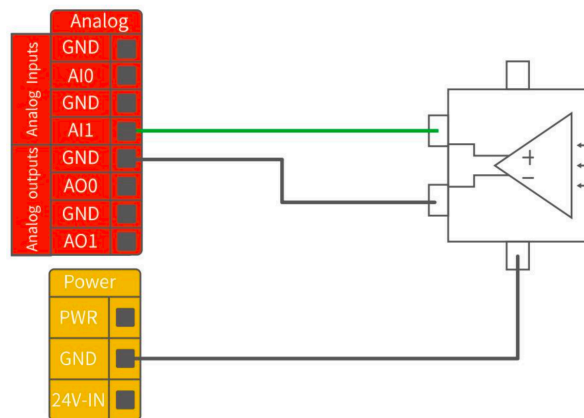 Analog
Analog Inputs
GND
AI0
GND
AI1
Analog outputs
GND
AO0
GND
AO1
+
−
Power
PWR
GND
24V-IN